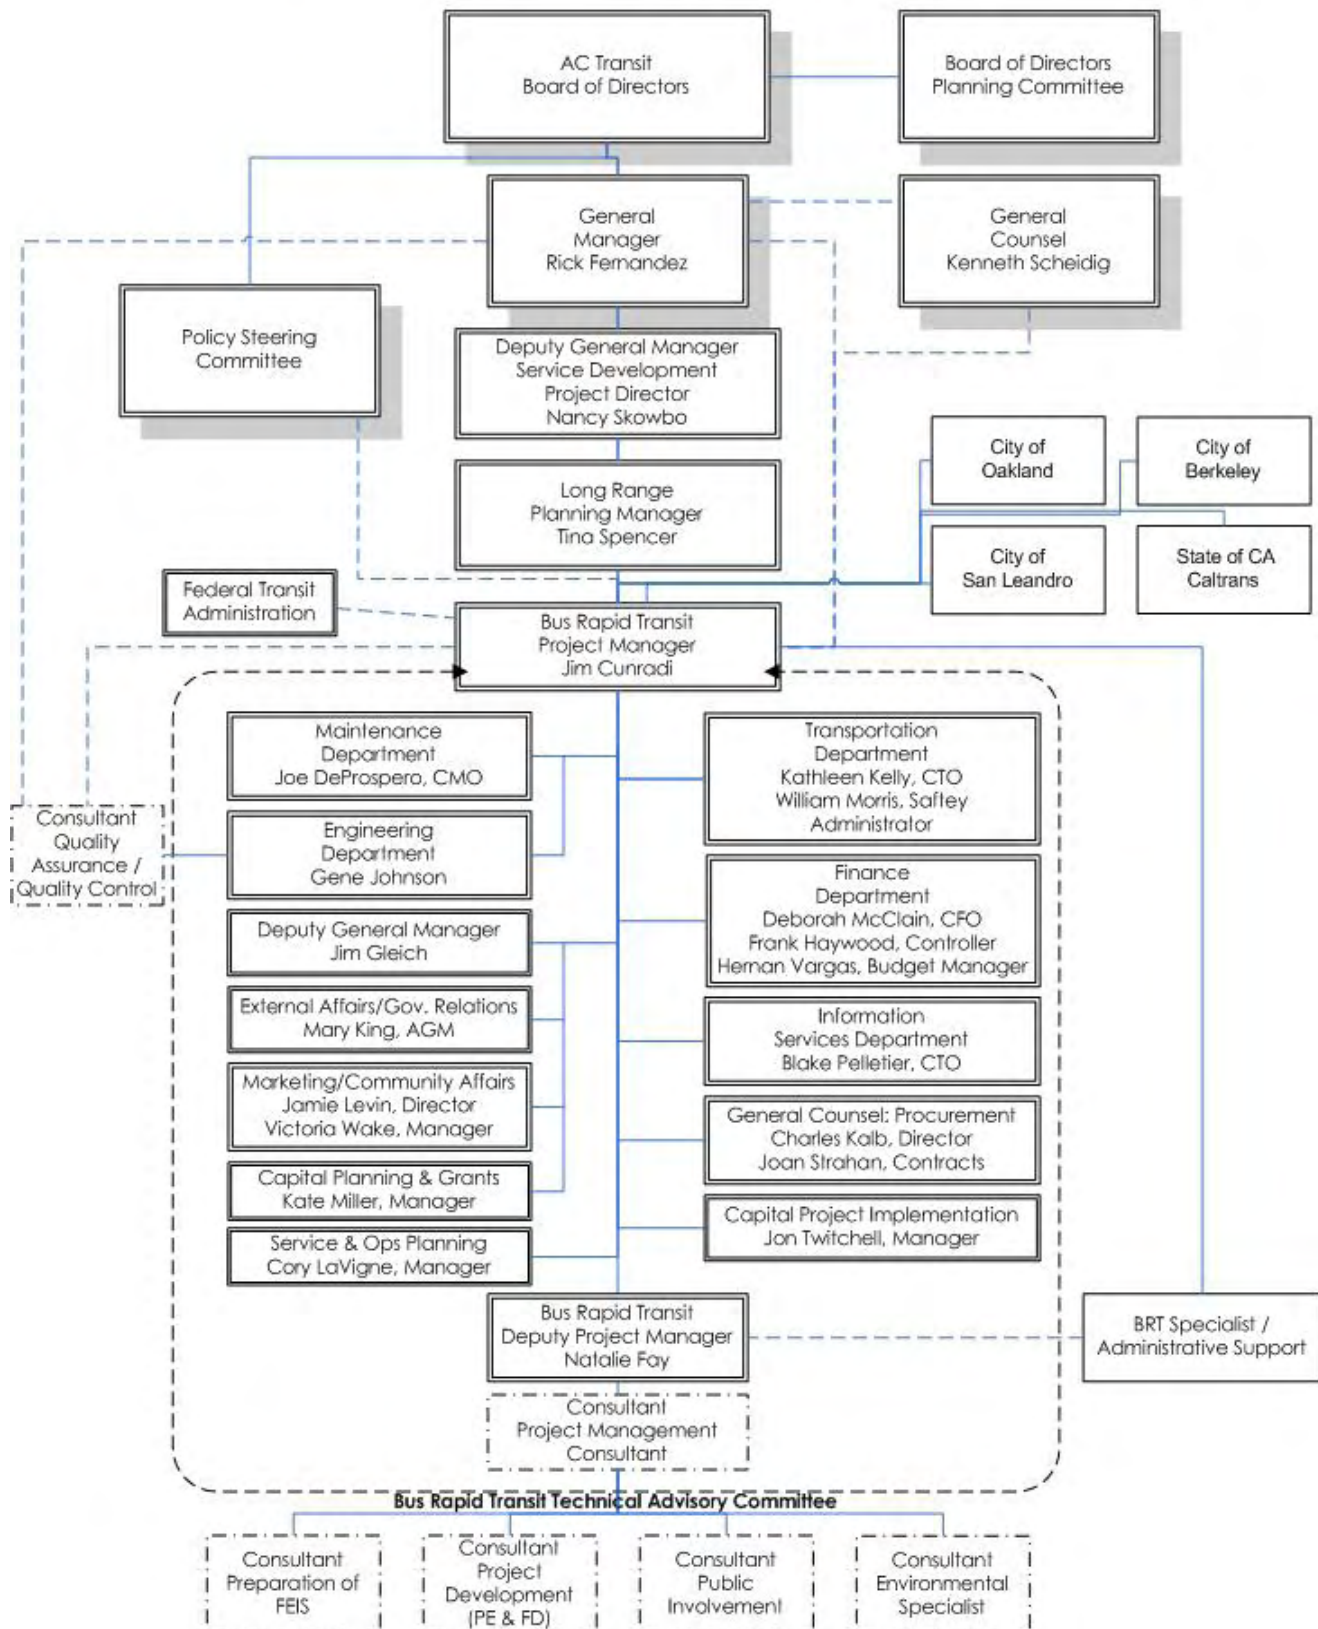 AC Transit
Board of Directors
Board of Directors
Planning Committee
General
Manager
Rick Fernandez
General
Counsel
Kenneth Scheidig
Policy Steering
Committee
Deputy General Manager
Service Development
Project Director
Nancy Skowbo
City of
Oakland
City of
Berkeley
Long Range
Planning Manager
Tina Spencer
City of
San Leandro
State of CA
Caltrans
Federal Transit
Administration
Bus Rapid Transit
Project Manager
Jim Cunradi
Maintenance
Department
Joe DeProspero, CMO
Transportation
Department
Kathleen Kelly, CTO
William Morris, Saftey
Administrator
Consultant
Quality
Assurance /
Quality Control
Engineering
Department
Gene Johnson
Finance
Department
Deborah McClain, CFO
Frank Haywood, Controller
Hernan Vargas, Budget Manager
Deputy General Manager
Jim Gleich
External Affairs/Gov. Relations
Mary King, AGM
Information
Services Department
Blake Pelletier, CTO
Marketing/Community Affairs
Jamie Levin, Director
Victoria Wake, Manager
General Counsel: Procurement
Charles Kalb, Director
Joan Strahan, Contracts
Capital Planning & Grants
Kate Miller, Manager
Capital Project Implementation
Jon Twitchell, Manager
Service & Ops Planning
Cory LaVigne, Manager
Bus Rapid Transit
Deputy Project Manager
Natalie Fay
BRT Specialist /
Administrative Support
Consultant
Project Management
Consultant
Bus Rapid Transit Technical Advisory Committee
Consultant
Preparation of
FEIS
Consultant
Project
Development
(PE & FD)
Consultant
Public
Involvement
Consultant
Environmental
Specialist